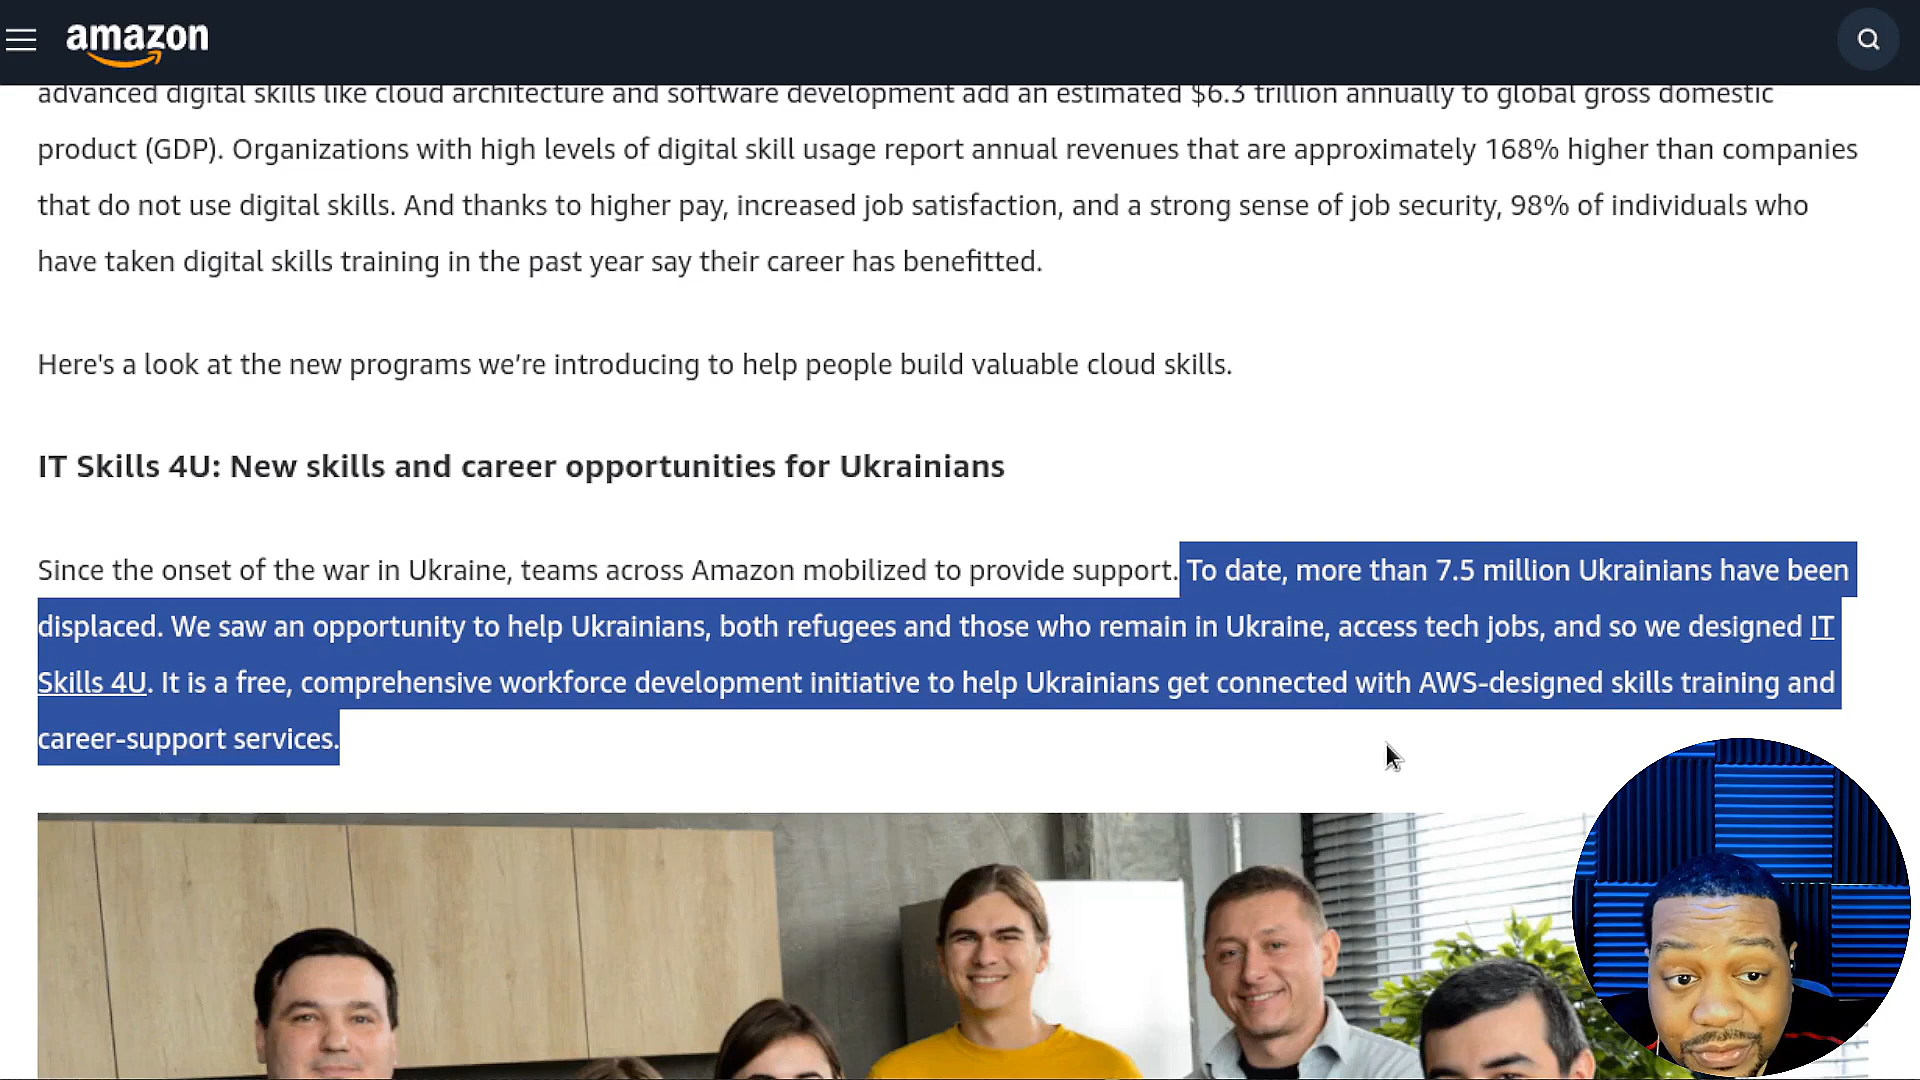 amazon
advanced digital skills like cloud architecture and software development add an estimated $6.3 trillion annually to global gross domestic
product (GDP). Organizations with high levels of digital skill usage report annual revenues that are approximately 168% higher than companies
that do not use digital skills. And thanks to higher pay, increased job satisfaction, and a strong sense of job security, 98% of individuals who
have taken digital skills training in the past year say their career has benefitted.
Here's a look at the new programs we’re introducing to help people build valuable cloud skills.
IT Skills 4U: New skills and career opportunities for Ukrainians
Since the onset of the war in Ukraine, teams across Amazon mobilized to provide support. To date, more than 7.5 million Ukrainians have been
displaced. We saw an opportunity to help Ukrainians, both refugees and those who remain in Ukraine, access tech jobs, and so we designed IT
Skills 4U. It is a free, comprehensive workforce development initiative to help Ukrainians get connected with AWS-designed skills training and
career-support services.